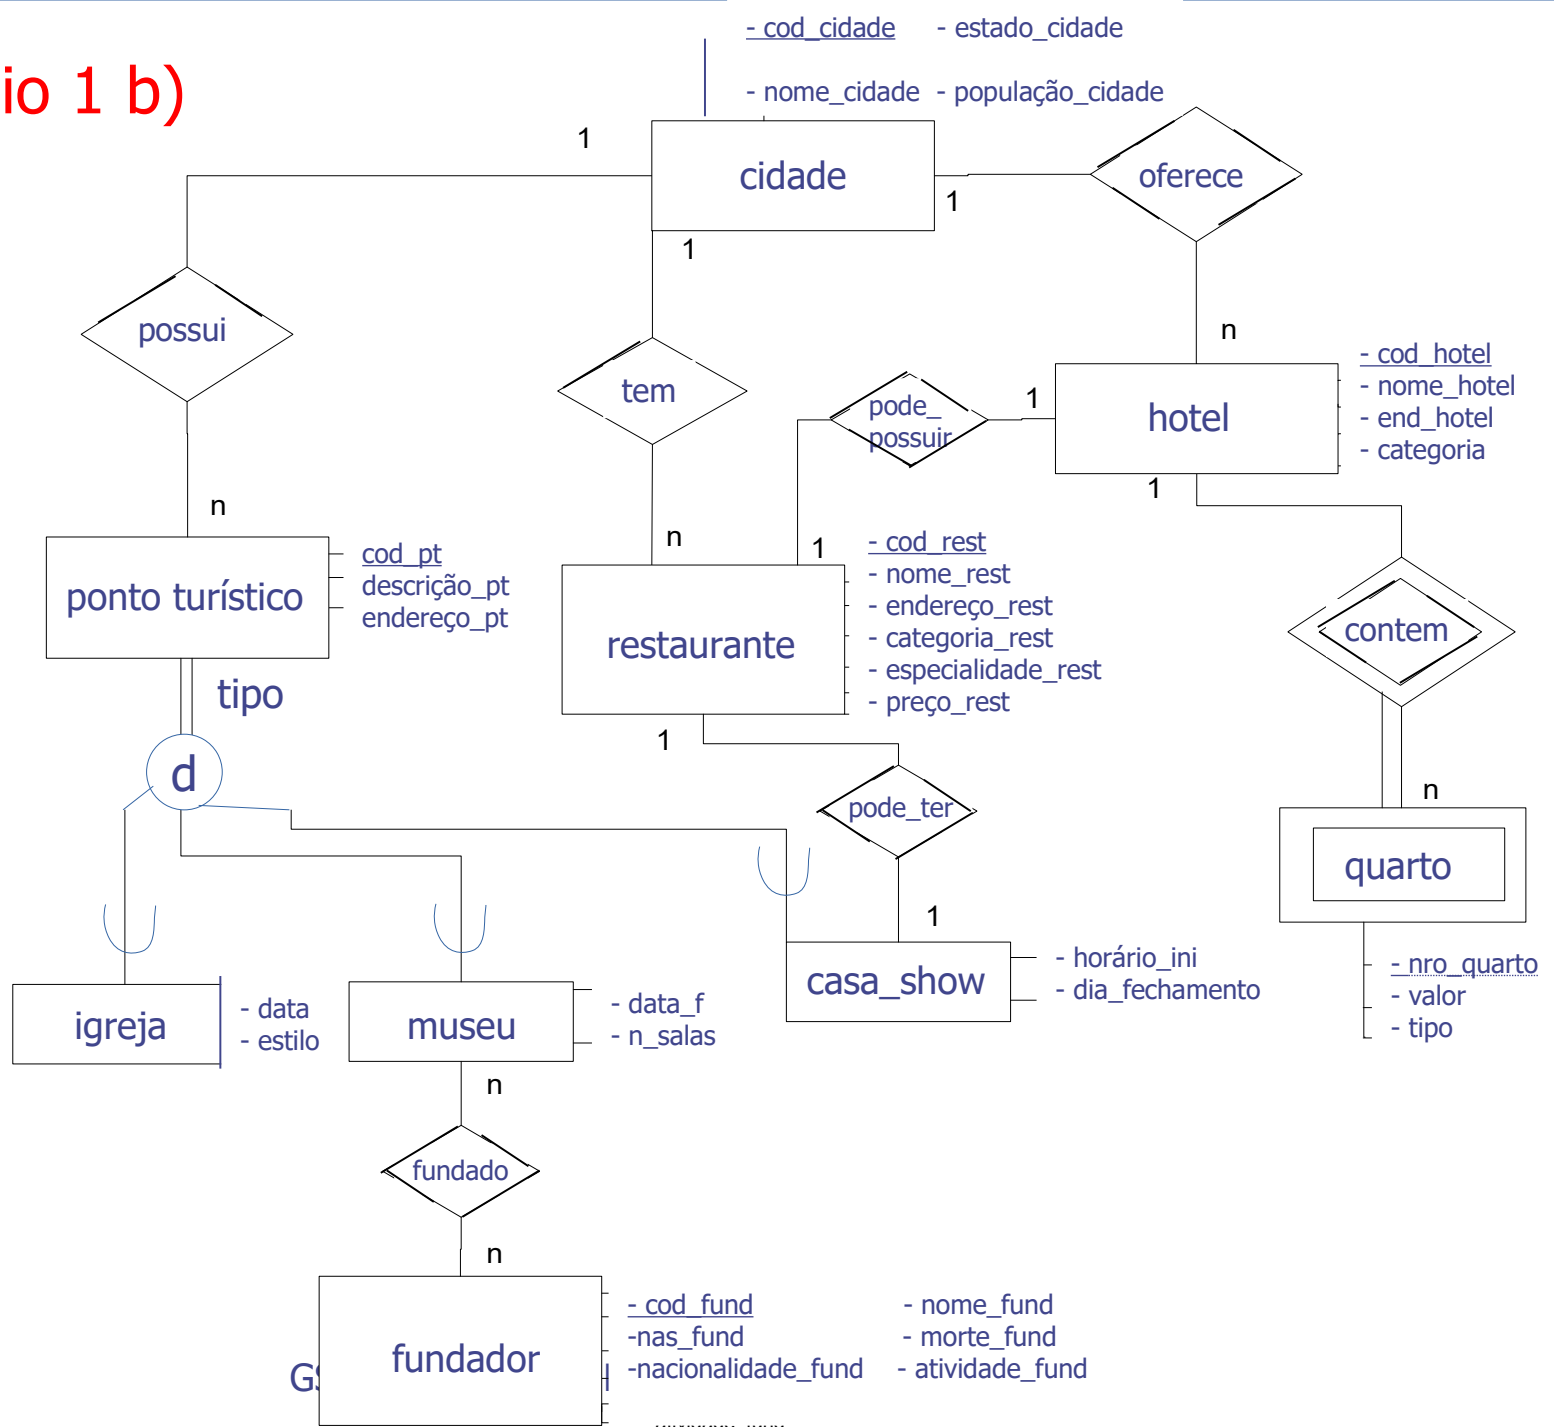 - cod_cidade - estado_cidade
io 1 b)
- nome_cidade - população_cidade
1
cidade
oferece
1
1
possui
n
tem
pode_
possuir
1
hotel
- cod_hotel
- nome_hotel
- end_hotel
- categoria
1
n
n
1
ponto turístico
cod_pt
descrição_pt
endereço_pt
restaurante
- cod_rest
- nome_rest
- endereço_rest
- categoria_rest
- especialidade_rest
- preço_rest
contem
tipo
1
d
pode_ter
n
quarto
1
casa_show
- horário_ini
- dia_fechamento
- nro_quarto
- valor
- tipo
igreja
- data
- estilo
museu
- data_f
- n_salas
n
fundado
n
fundador
- cod_fund - nome_fund
-nas_fund - morte_fund
-nacionalidade_fund - atividade_fund